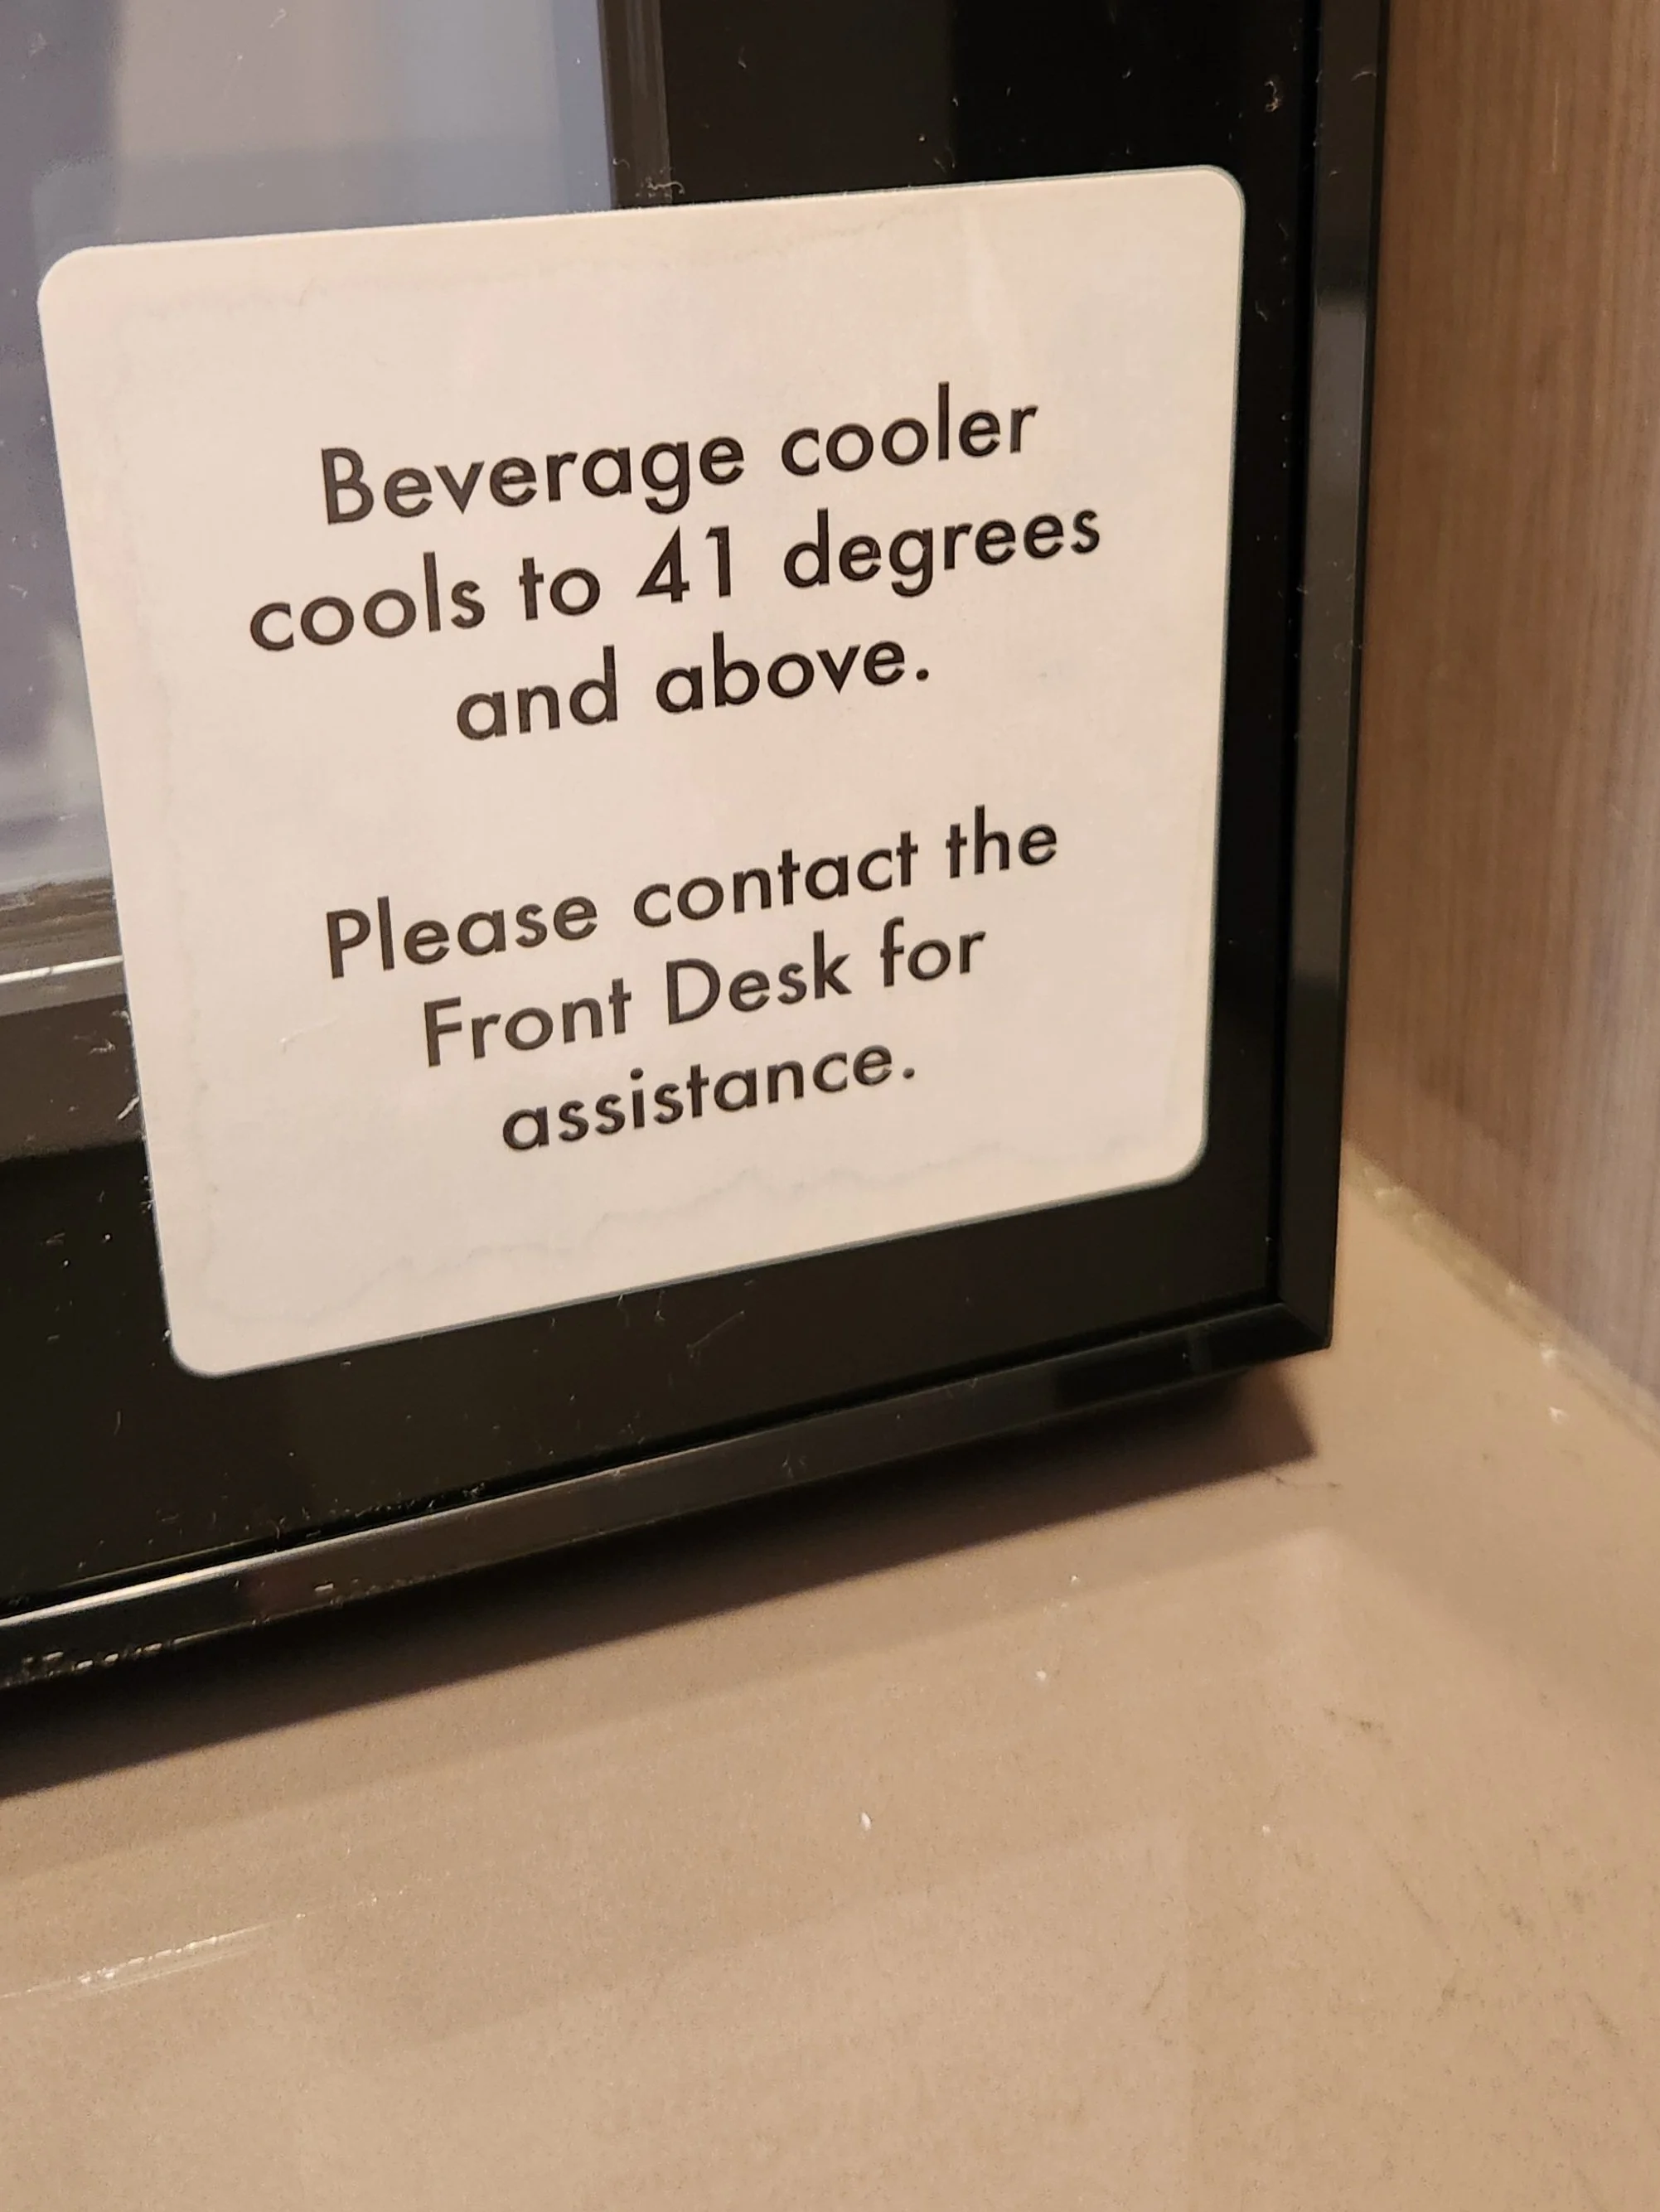 Beverage cooler
cools to 41 degrees
and above.
Please contact the
Front Desk for
assistance.